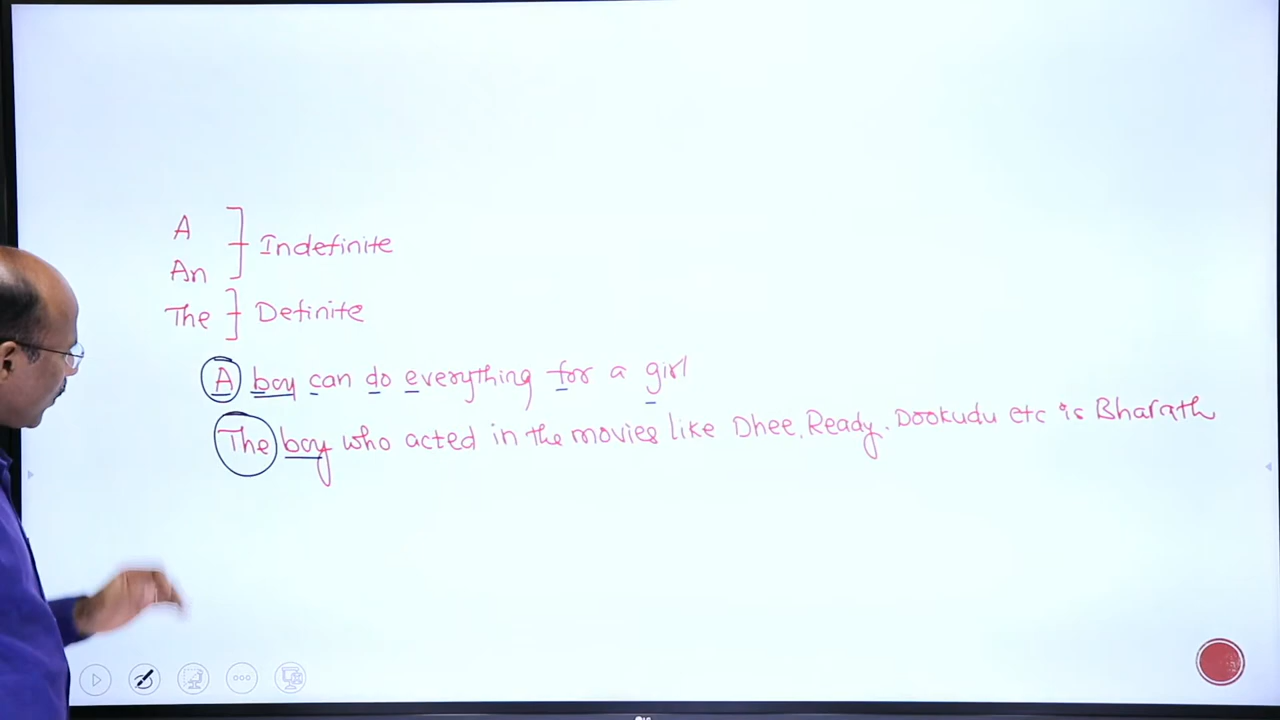 A
An
Indefinite
The
Definite
A boy can do everything for a girl
The boy who acted in the movies like Dhee, Ready, Dookudu etc is Bharath